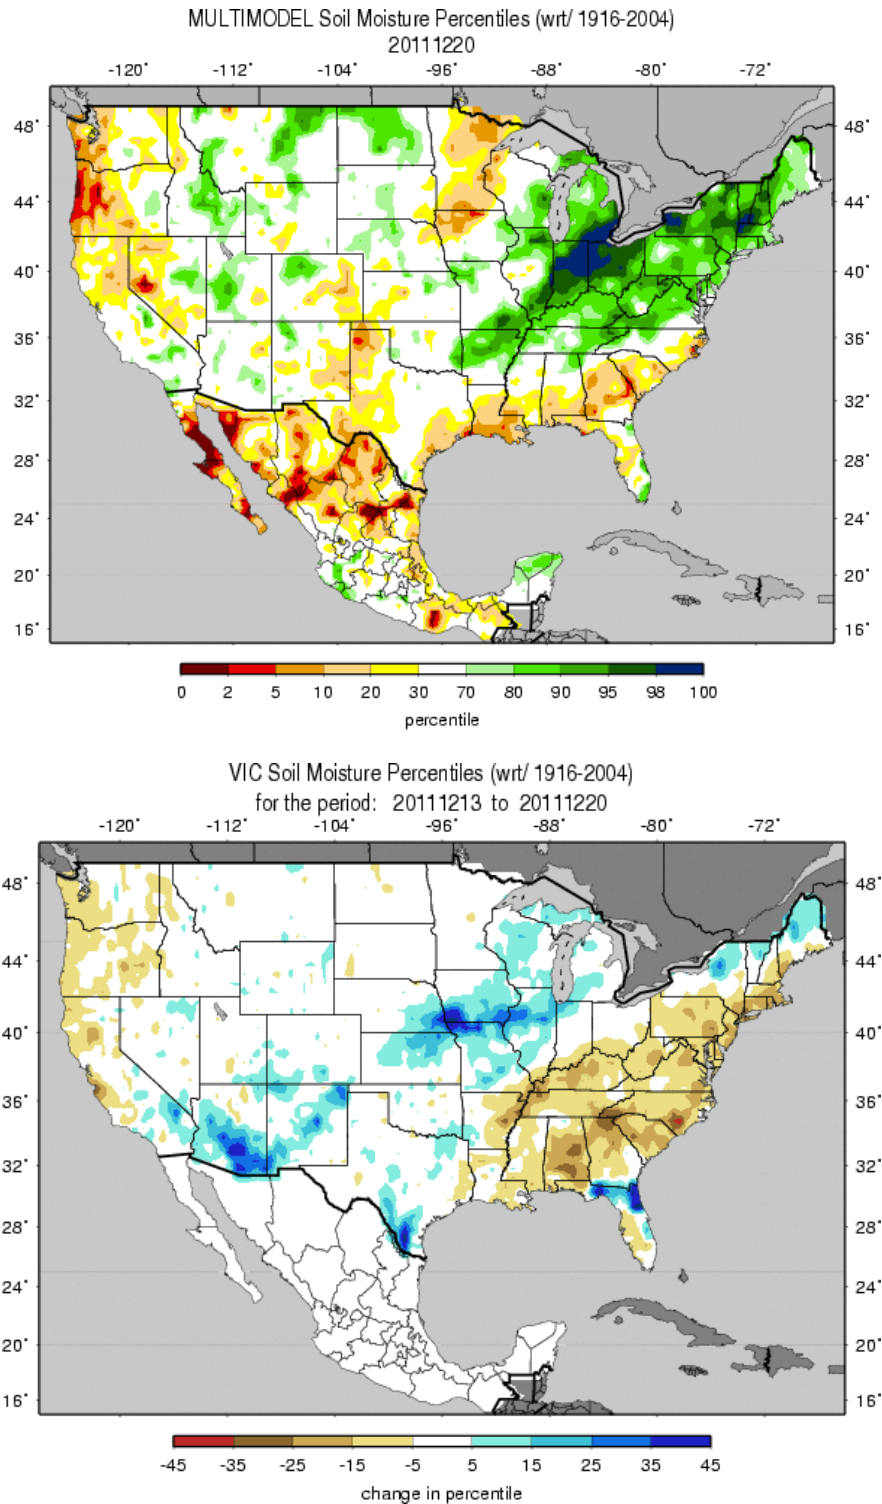 MULTIMODEL Soil Moisture Percentiles (wrt/ 1916-2004)
20111220
-120° -112° -104° -96° -88° -80° -72°
48° 48°
44° 44°
40° 40°
36° 36°
32° 32°
28° 28°
24° 24°
20° 20°
16° 16°
0 2 5 10 20 30 70 80 90 95 98 100
percentile
VIC Soil Moisture Percentiles (wrt/ 1916-2004)
for the period: 20111213 to 20111220
-120° -112° -104° -96° -88° -80° -72°
48° 48°
44° 44°
40° 40°
36° 36°
32° 32°
28° 28°
24° 24°
20° 20°
16° 16°
-45 -35 -25 -15 -5 5 15 25 35 45
change in percentile